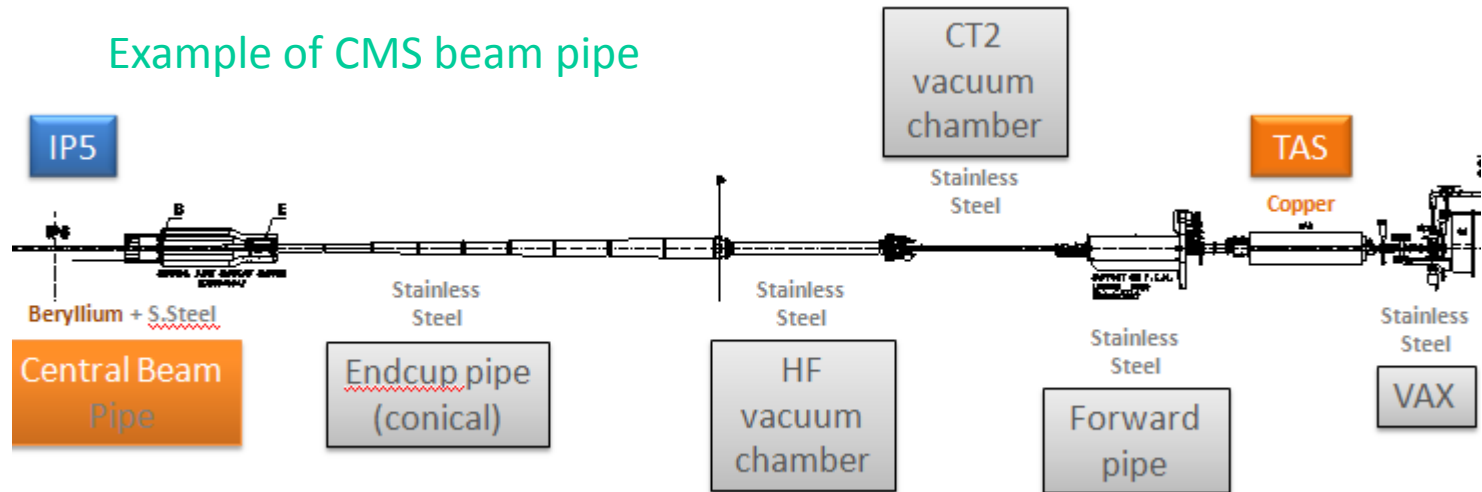 Example of CMS beam pipe
CT2
vacuum
chamber
IP5
TAS
Stainless
Steel
Copper
B
E
Beryllium + S.Steel
Stainless
Steel
Stainless
Steel
Stainless
Steel
Stainless
Steel
Central Beam
Pipe
Endcup pipe
(conical)
HF
vacuum
chamber
Forward
pipe
VAX